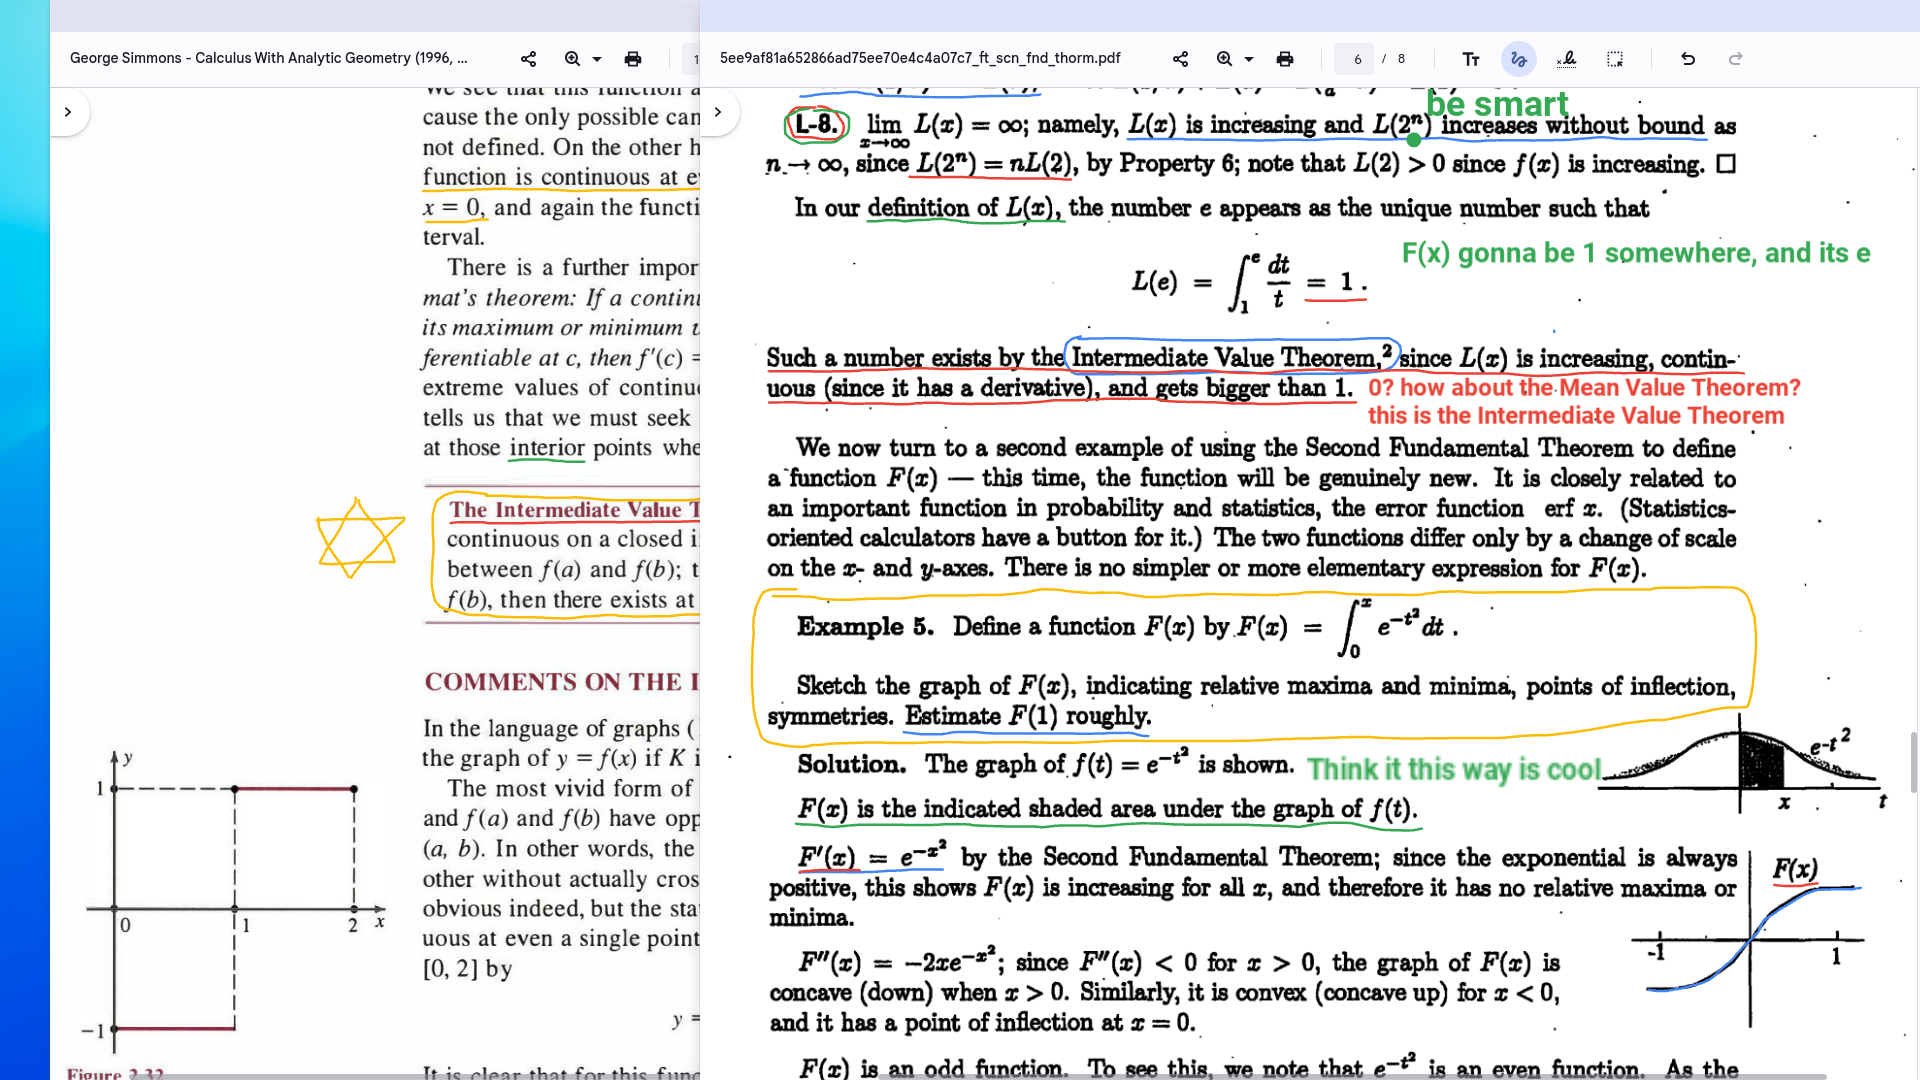 George Simmons - Calculus With Analytic Geometry (1996, ...
cause the only possible can
not defined. On the other h
function is continuous at e
x = 0, and again the functi
terval.
There is a further impor
mat's theorem: If a contin
its maximum or minimum
ferentiable at c, then f′(c) =
extreme values of continu
tells us that we must seek
at those interior points whe
The Intermediate Value T
continuous on a closed i
between f(a) and f(b); t
f(b), then there exists at
COMMENTS ON THE I
In the language of graphs (
the graph of y = f(x) if K i
The most vivid form of
and f(a) and f(b) have opp
(a, b). In other words, the
other without actually cros
obvious indeed, but the sta
uous at even a single point
[0, 2] by
y =
It is clear that for this func
y
1
0
1
2
x
−1
Figure 2.32
5ee9af81a652866ad75ee70e4c4a07c7_ft_scn_fnd_thorm.pdf
6 / 8
be smart
L-8. lim x→∞ L(x) = ∞; namely, L(x) is increasing and L(2ⁿ) increases without bound as
n → ∞, since L(2ⁿ) = nL(2), by Property 6; note that L(2) > 0 since f(x) is increasing. □
In our definition of L(x), the number e appears as the unique number such that
F(x) gonna be 1 somewhere, and its e
L(e) = ∫₁ᵉ dt/t = 1 .
Such a number exists by the Intermediate Value Theorem,² since L(x) is increasing, contin-
uous (since it has a derivative), and gets bigger than 1.
0? how about the Mean Value Theorem?
this is the Intermediate Value Theorem
We now turn to a second example of using the Second Fundamental Theorem to define
a function F(x) — this time, the function will be genuinely new. It is closely related to
an important function in probability and statistics, the error function erf x. (Statistics-
oriented calculators have a button for it.) The two functions differ only by a change of scale
on the x- and y-axes. There is no simpler or more elementary expression for F(x).
Example 5. Define a function F(x) by F(x) = ∫₀ˣ e^{−t²} dt .
Sketch the graph of F(x), indicating relative maxima and minima, points of inflection,
symmetries. Estimate F(1) roughly.
Solution. The graph of f(t) = e^{−t²} is shown.
Think it this way is cool
e^{-t²}
x
t
F(x) is the indicated shaded area under the graph of f(t).
F′(x) = e^{−x²} by the Second Fundamental Theorem; since the exponential is always
positive, this shows F(x) is increasing for all x, and therefore it has no relative maxima or
minima.
F(x)
-1
1
F″(x) = −2xe^{−x²}; since F″(x) < 0 for x > 0, the graph of F(x) is
concave (down) when x > 0. Similarly, it is convex (concave up) for x < 0,
and it has a point of inflection at x = 0.
F(x) is an odd function. To see this, we note that e^{−t²} is an even function. As the